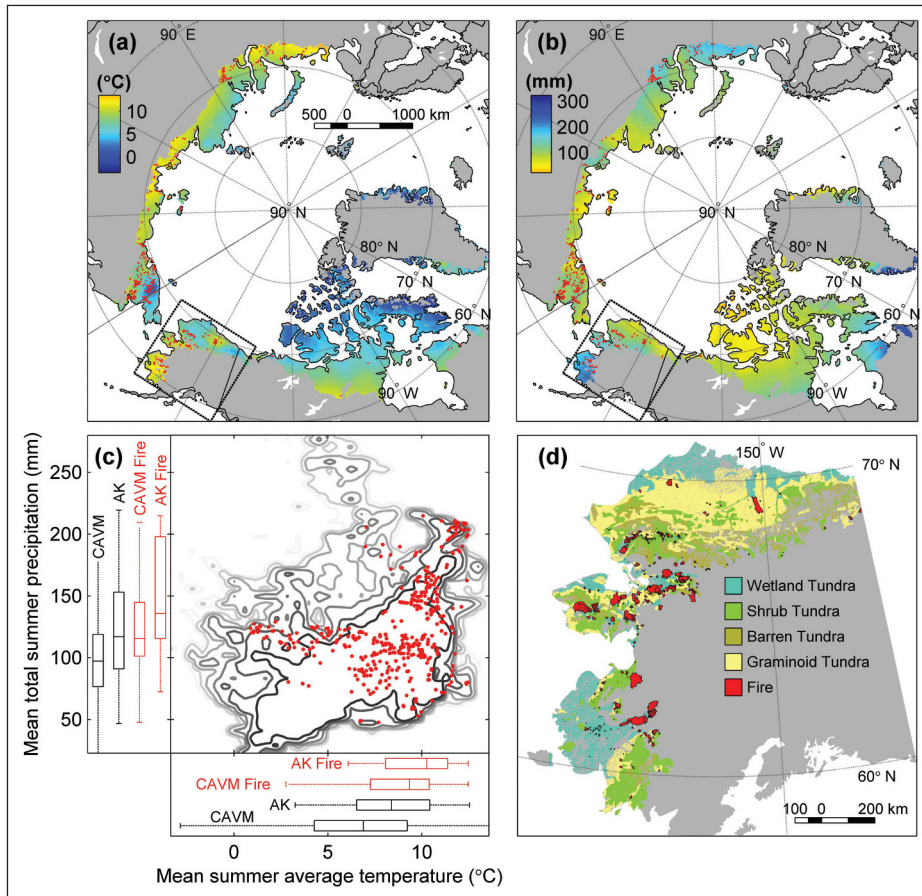 (a)
90° E
(°C)
10
5
0
500 0 1000 km
90° N
80° N
70° N
60° N
90° W
(b)
90° E
(mm)
300
200
100
90° N
80° N
70° N
60° N
90° W
(c)
Mean total summer precipitation (mm)
250
200
150
100
50
CAVM
AK
CAVM Fire
AK Fire
AK Fire
CAVM Fire
AK
CAVM
0 5 10
Mean summer average temperature (°C)
(d)
150° W
70° N
Wetland Tundra
Shrub Tundra
Barren Tundra
Graminoid Tundra
Fire
60° N
100 0 200 km